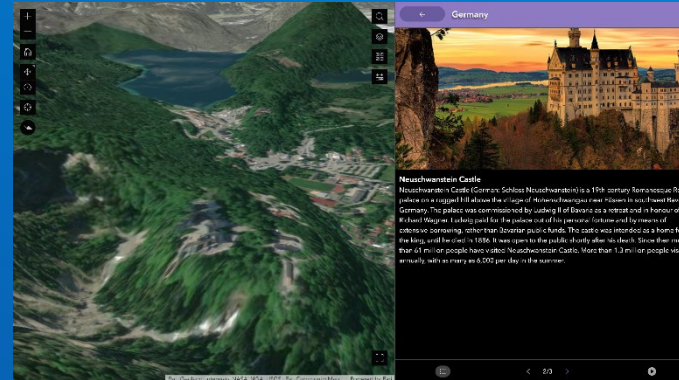 Germany
Neuschwanstein Castle
Neuschwanstein Castle (German: Schloss Neuschwanstein) is a 19th century Romanesque
palace on a rugged hill above the village of Hohenschwangau near Füssen in southwest
Germany. The palace was commissioned by Ludwig II of Bavaria as a retreat and in honour of
Richard Wagner. Ludwig paid for the palace out of his personal fortune and by means of
extensive borrowing, rather than Bavarian public funds. The castle was intended as a home
the king, until he died in 1886. It was open to the public shortly after his death. Since then
than 61 million people have visited Neuschwanstein Castle. More than 1.3 million people
annually, with as many as 6,000 per day in the summer.
2/3